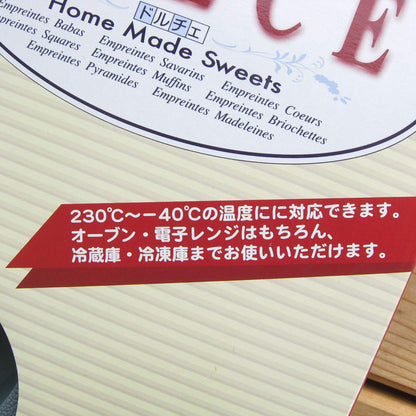 ICE
ドルチェ
Home Made Sweets
Empreintes Babas Empreintes Savarins Empreintes Coeurs
Empreintes Squares Empreintes Muffins Empreintes Briochettes
Empreintes Pyramides Empreintes Madeleines
230℃〜−40℃の温度にに対応できます。
オーブン・電子レンジはもちろん、
冷蔵庫・冷凍庫までお使いいただけます。